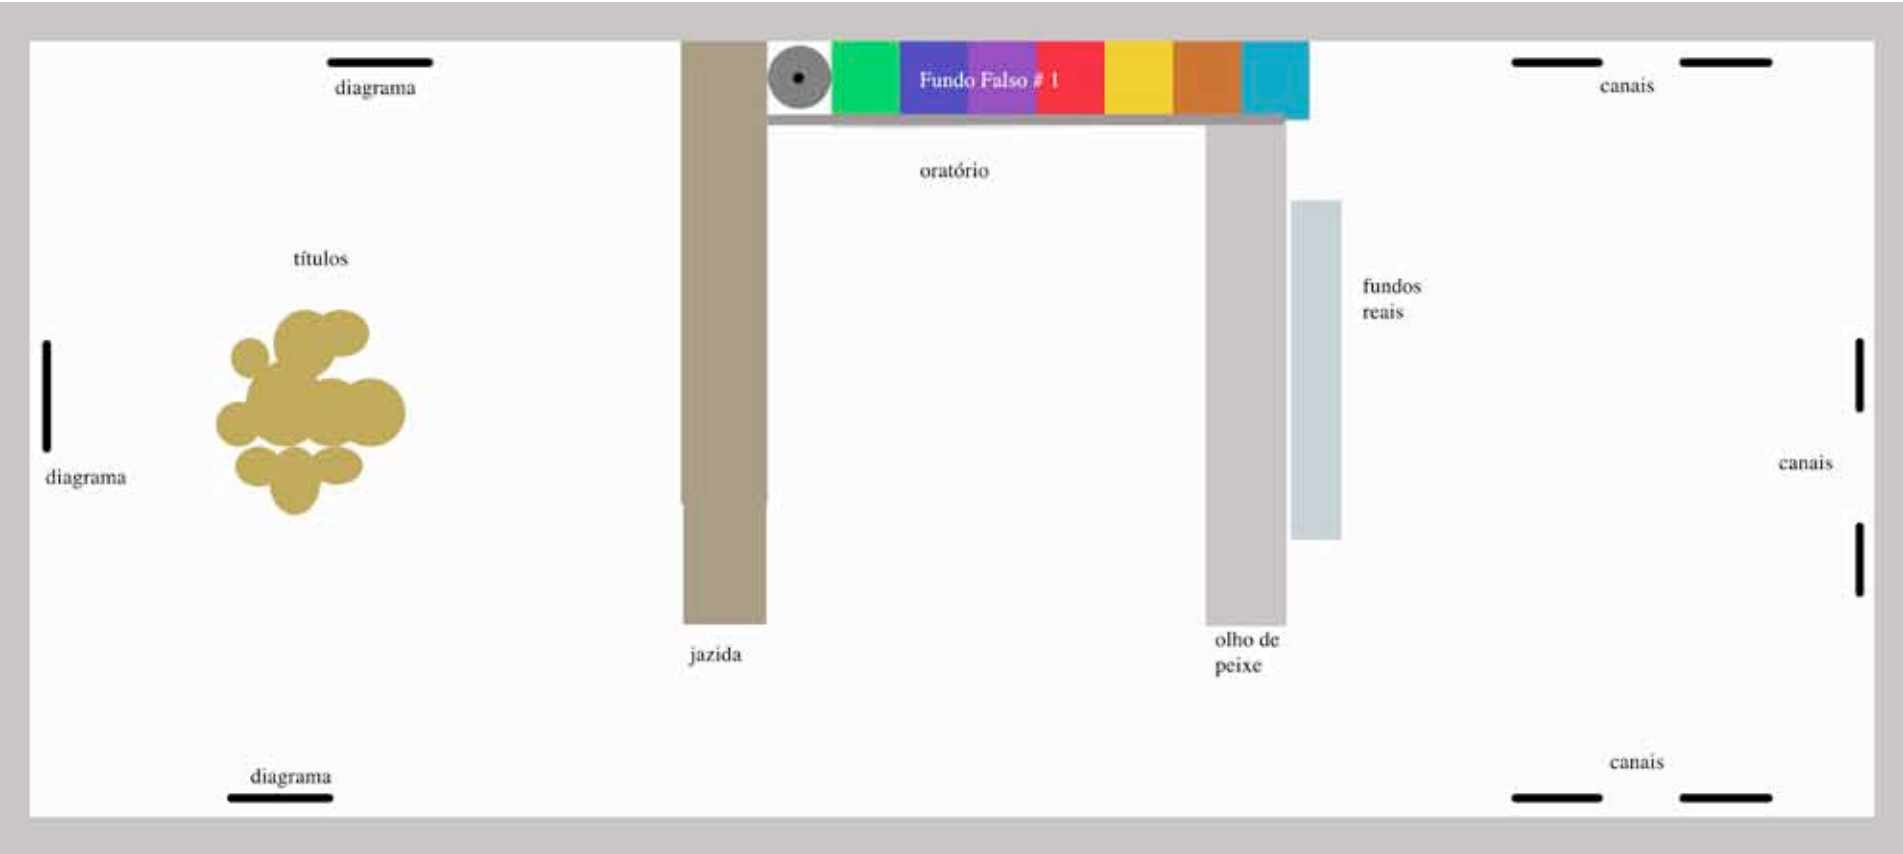 Fundo Falso # 1
diagrama
canais
oratório
títulos
fundos
reais
canais
diagrama
jazida
olho de
peixe
canais
diagrama